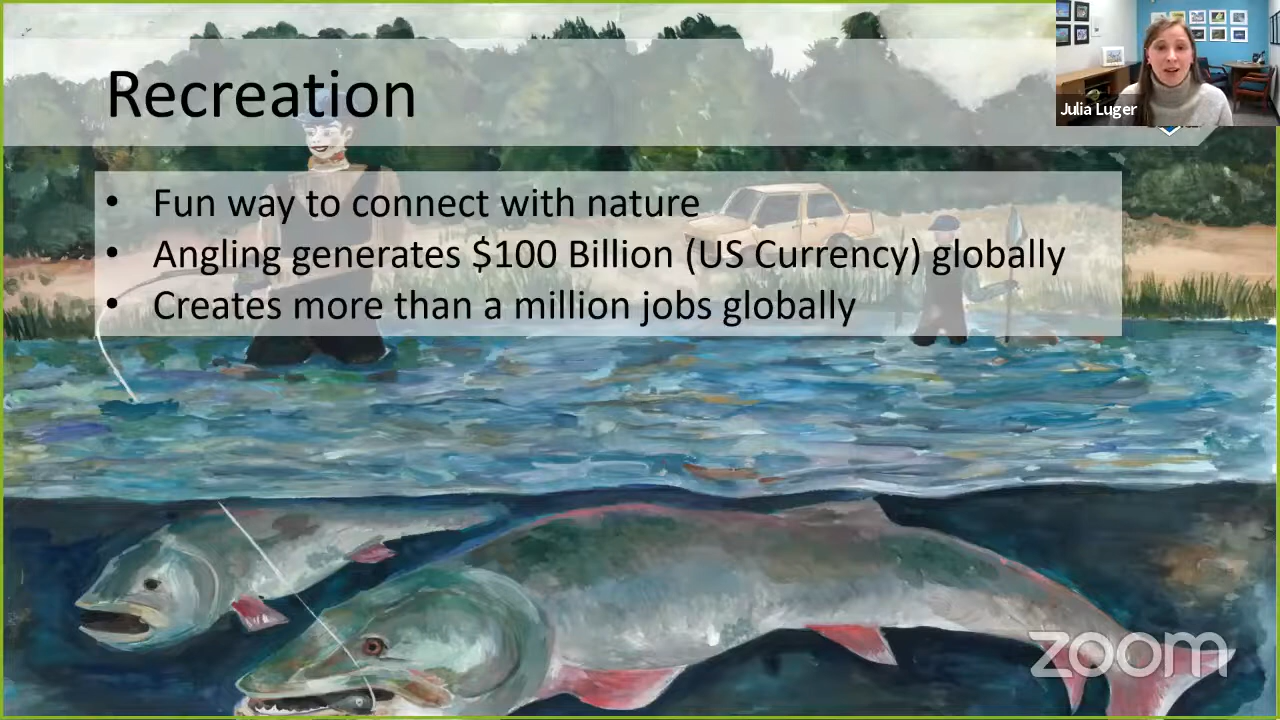 Recreation
Julia Luger
• Fun way to connect with nature
• Angling generates $100 Billion (US Currency) globally
• Creates more than a million jobs globally
zoom